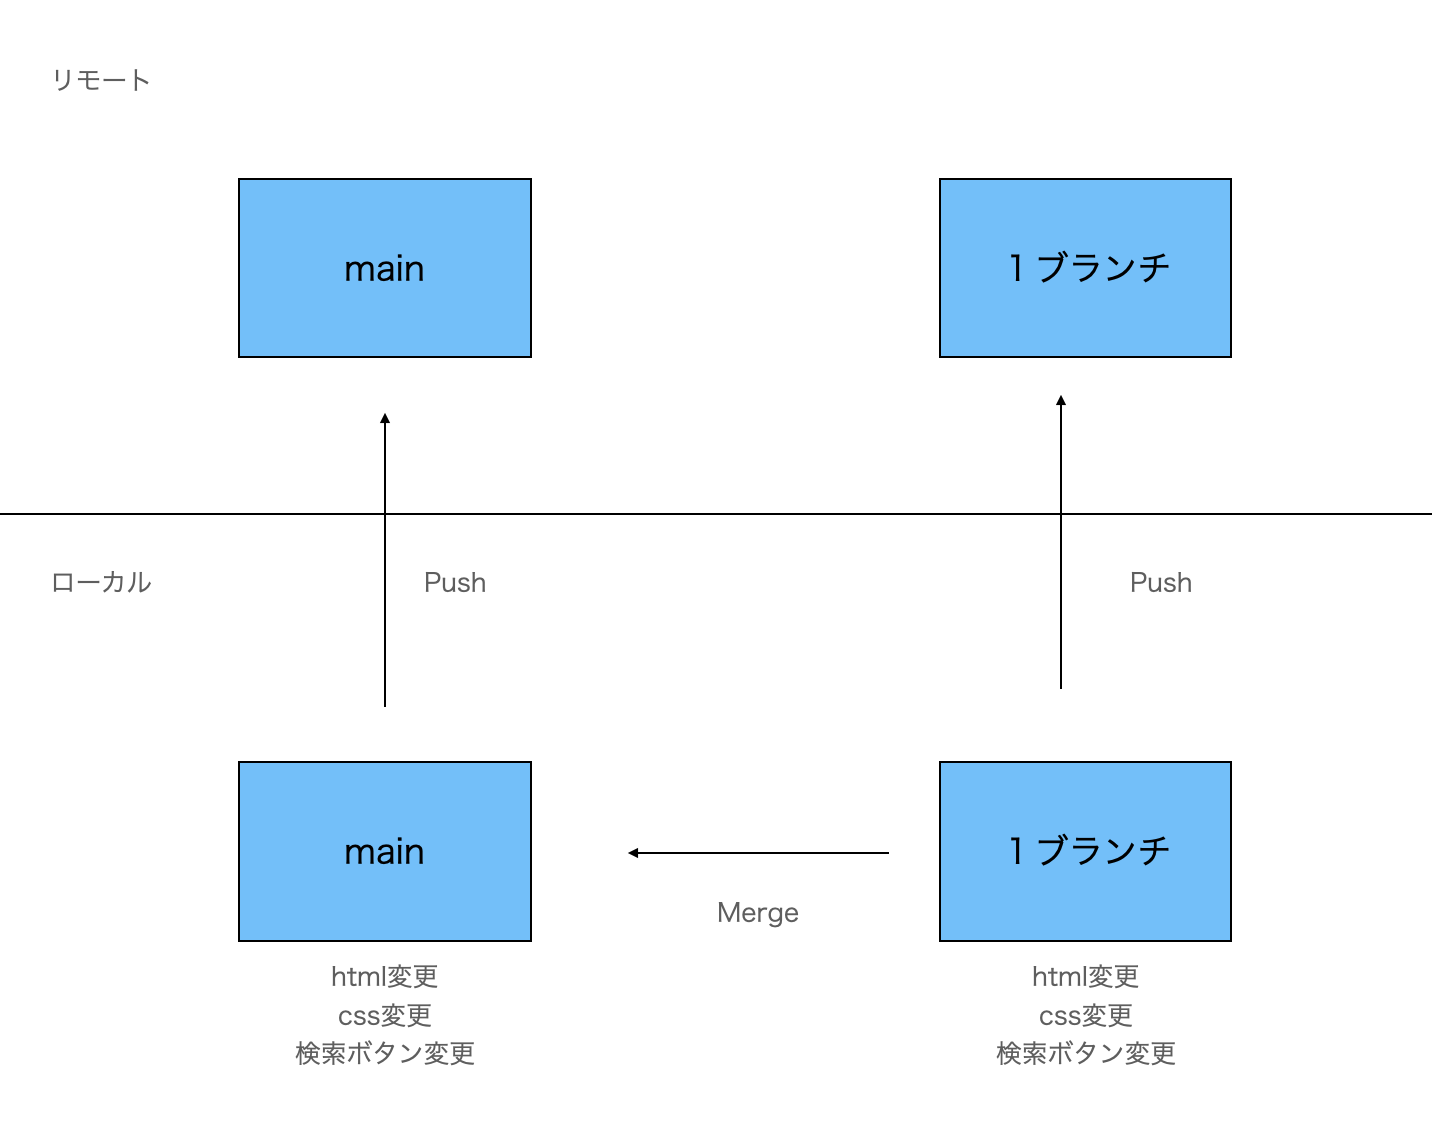 リモート
main
1 ブランチ
ローカル
Push
Push
main
1 ブランチ
Merge
html変更
css変更
検索ボタン変更
html変更
css変更
検索ボタン変更